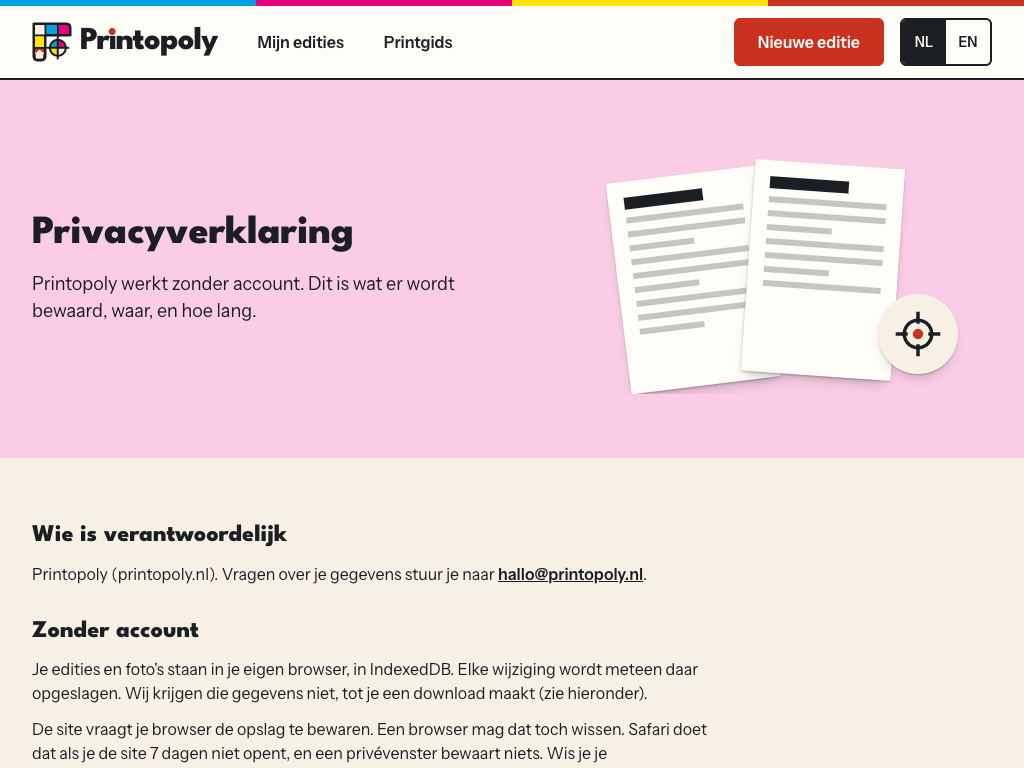 Printopoly
Mijn edities
Printgids
Nieuwe editie
NL
EN
Privacyverklaring
Printopoly werkt zonder account. Dit is wat er wordt
bewaard, waar, en hoe lang.
Wie is verantwoordelijk
Printopoly (printopoly.nl). Vragen over je gegevens stuur je naar hallo@printopoly.nl.
Zonder account
Je edities en foto's staan in je eigen browser, in IndexedDB. Elke wijziging wordt meteen daar
opgeslagen. Wij krijgen die gegevens niet, tot je een download maakt (zie hieronder).
De site vraagt je browser de opslag te bewaren. Een browser mag dat toch wissen. Safari doet
dat als je de site 7 dagen niet opent, en een privévenster bewaart niets. Wis je je